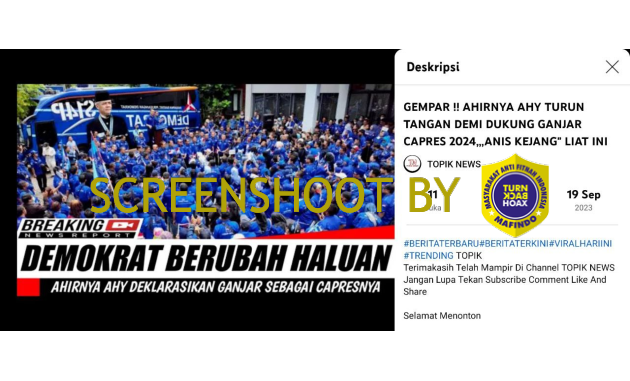 Deskripsi
GEMPAR !! AHIRNYA AHY TURUN
TANGAN DEMI DUKUNG GANJAR
CAPRES 2024,,,ANIS KEJANG" LIAT INI
TOPIK NEWS
11
19 Sep
2023
#BERITATERBARU#BERITATERKINI#VIRALHARIINI
#TRENDING TOPIK
Terimakasih Telah Mampir Di Channel TOPIK NEWS
Jangan Lupa Tekan Subscribe Comment Like And
Share
Selamat Menonton
SCREENSHOOT BY
MASYARAKAT ANTI FITNAH INDONESIA
TURN
BACK
HOAX
MAFINDO
BREAKING
NEWS REPORT
DEMOKRAT BERUBAH HALUAN
AHIRNYA AHY DEKLARASIKAN GANJAR SEBAGAI CAPRESNYA